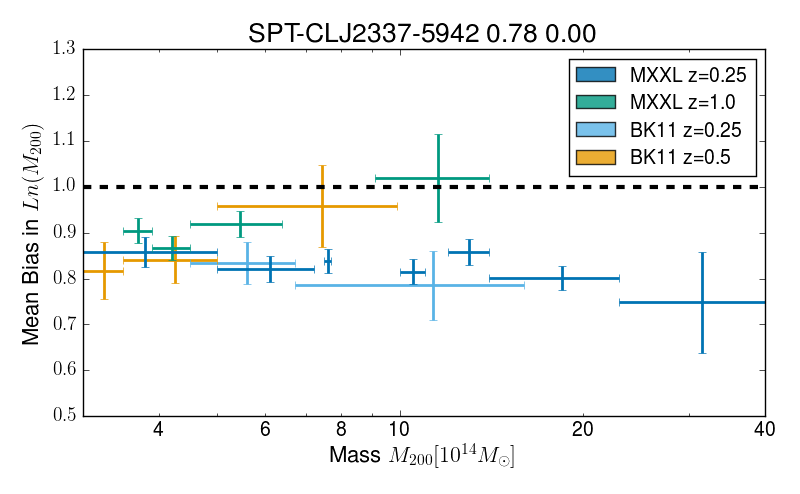 SPT-CLJ2337-5942 0.78 0.00
1.3
1.2
1.1
1.0
0.9
0.8
0.7
0.6
0.5
Mean Bias in Ln(M200)
MXXL z=0.25
MXXL z=1.0
BK11 z=0.25
BK11 z=0.5
4 6 8 10 20 40
Mass M200[10^14M⊙]